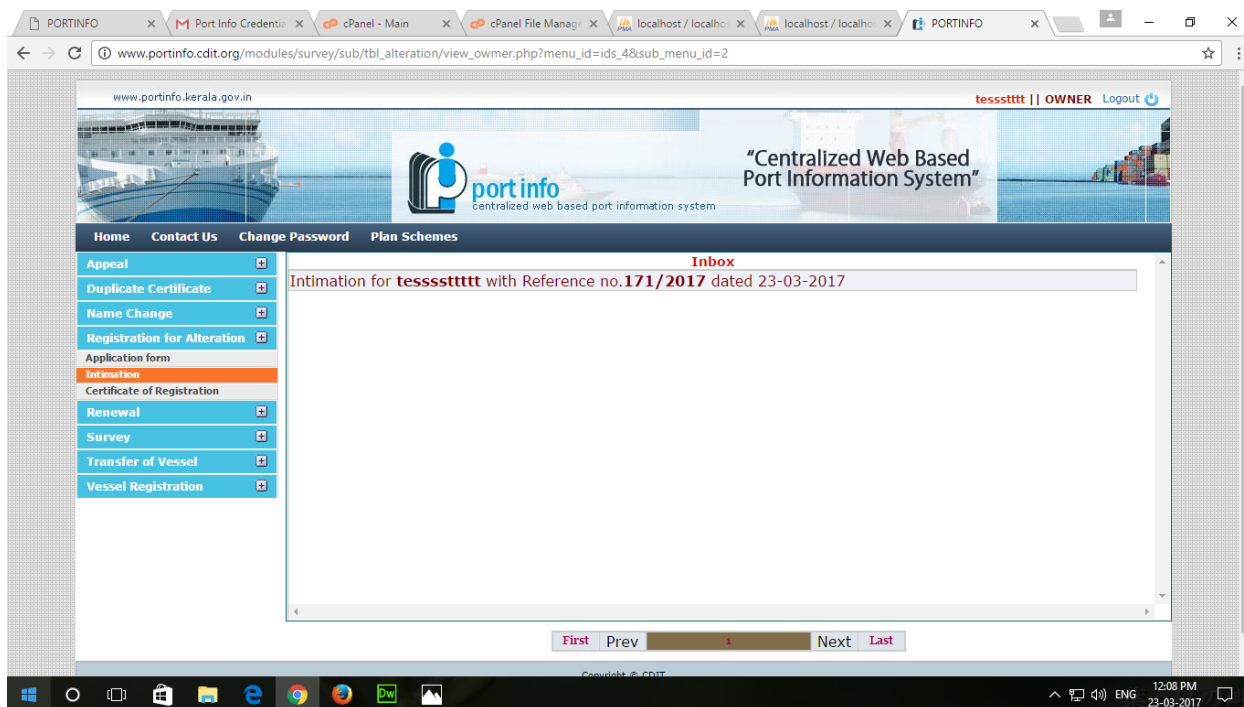 PORTINFO
Port Info Credentia
cPanel - Main
cPanel File Manage
localhost / localho
localhost / localho
PORTINFO
www.portinfo.cdit.org/modules/survey/sub/tbl_alteration/view_owmer.php?menu_id=ids_4&sub_menu_id=2
www.portinfo.kerala.gov.in
tessstttt || OWNER Logout
port info
centralized web based port information system
"Centralized Web Based
Port Information System"
Home Contact Us Change Password Plan Schemes
Appeal
Duplicate Certificate
Name Change
Registration for Alteration
Application form
Intimation
Certificate of Registration
Renewal
Survey
Transfer of Vessel
Vessel Registration
Inbox
Intimation for tessssttttt with Reference no.171/2017 dated 23-03-2017
First Prev 1 Next Last
Copyright © CDIT
Dw
ENG
12:08 PM
23-03-2017